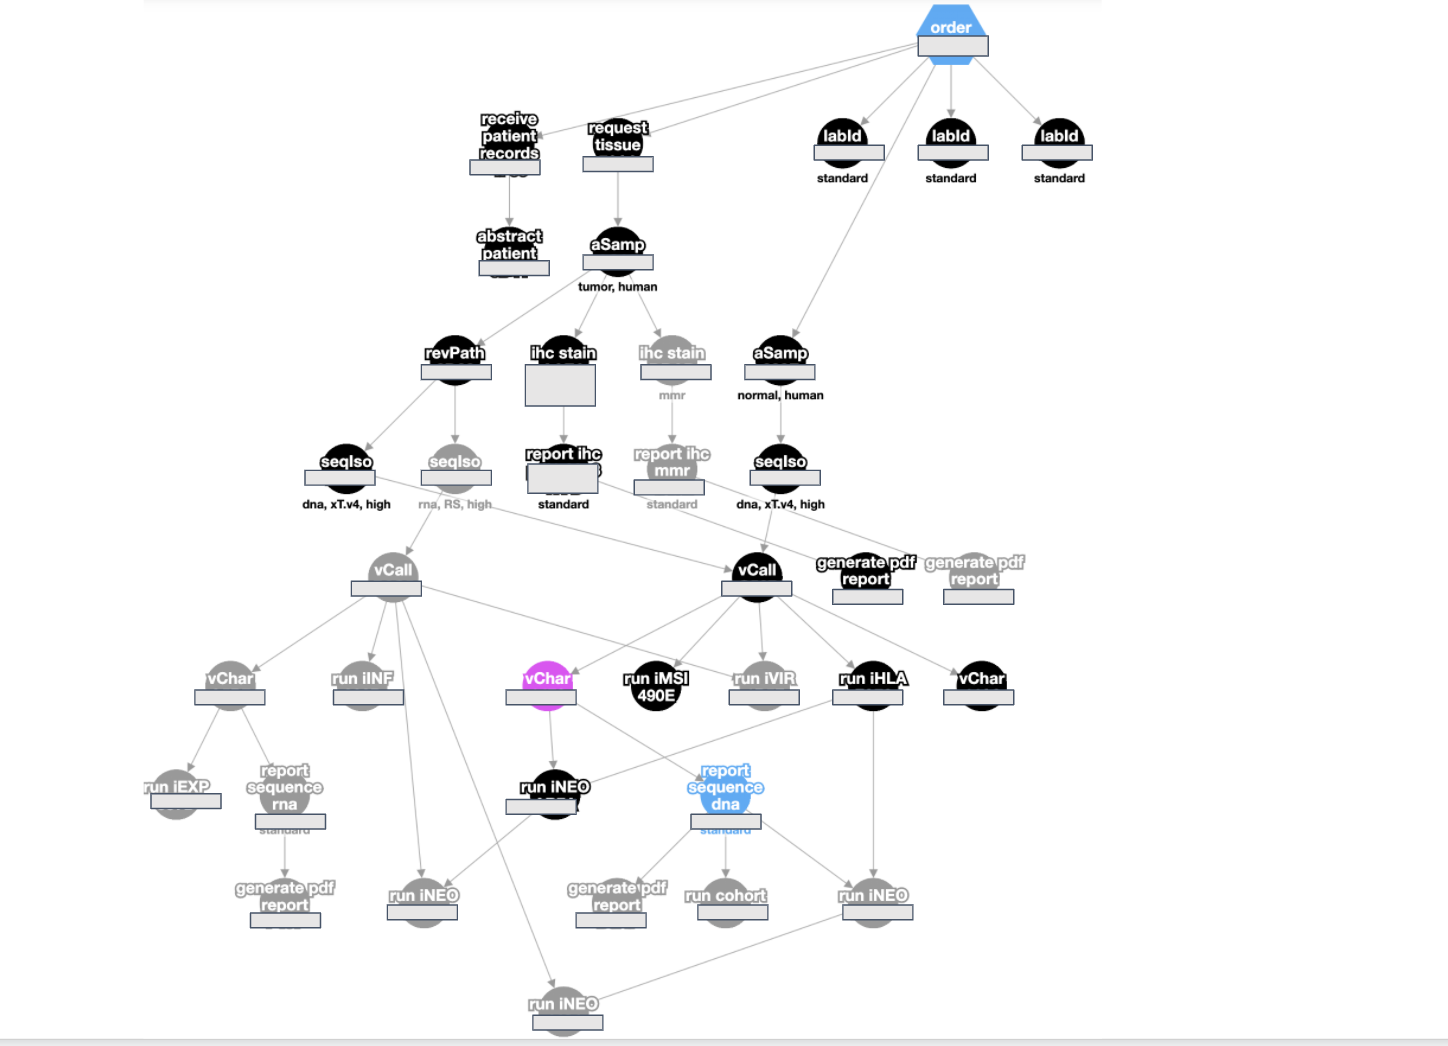 order
receive
patient
records
request
tissue
labId
labId
labId
standard
standard
standard
abstract
patient
aSamp
tumor, human
revPath
ihc stain
ihc stain
aSamp
mmr
normal, human
seqIso
seqIso
report ihc
report ihc
mmr
seqIso
dna, xT.v4, high
rna, RS, high
standard
standard
dna, xT.v4, high
vCall
vCall
generate pdf
report
generate pdf
report
vChar
run iINF
vChar
run iMSI
490E
run iVIR
run iHLA
vChar
run iEXP
report
sequence
rna
standard
run iNEO
report
sequence
dna
standard
generate pdf
report
run iNEO
generate pdf
report
run cohort
run iNEO
run iNEO